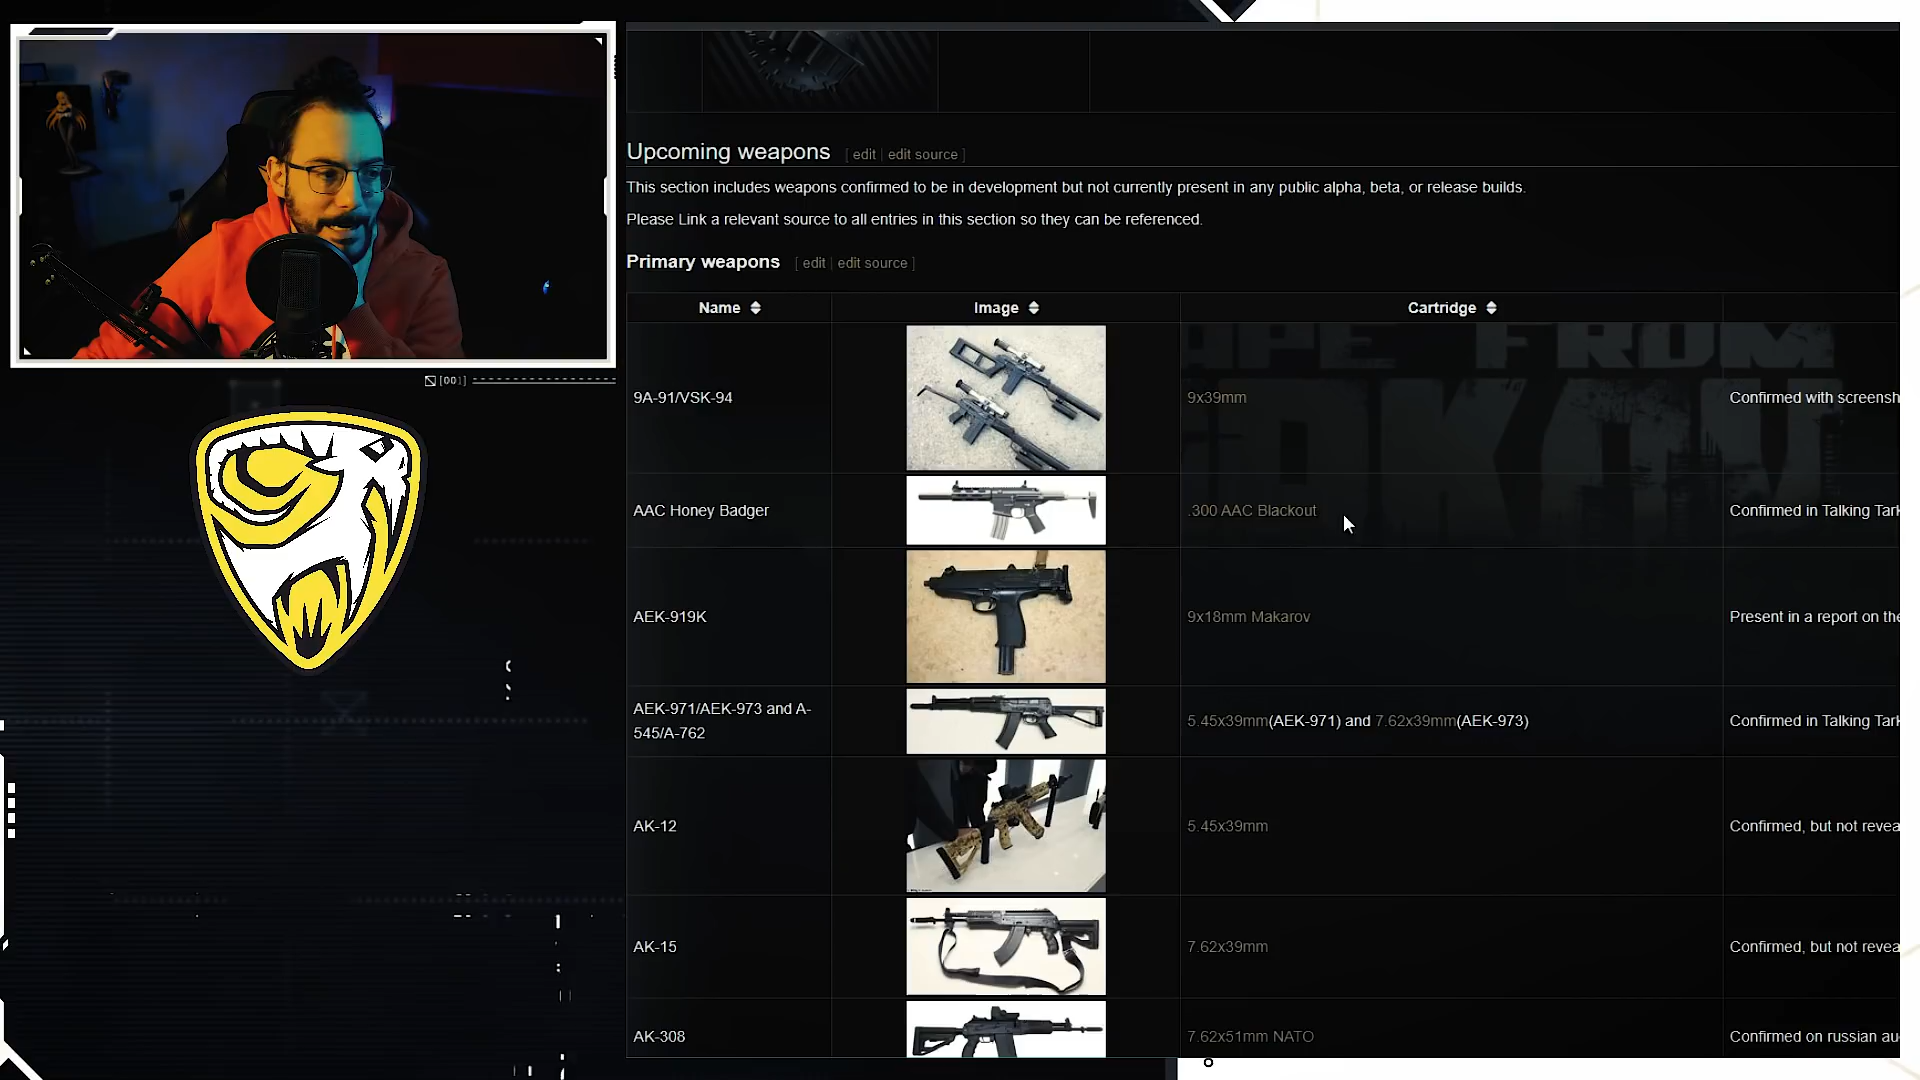 Upcoming weapons [ edit | edit source ]
This section includes weapons confirmed to be in development but not currently present in any public alpha, beta, or release builds.
Please Link a relevant source to all entries in this section so they can be referenced.
Primary weapons [ edit | edit source ]
Name Image Cartridge
APE FROM
9A-91/VSK-94 9x39mm Confirmed with screensh
OKOV
AAC Honey Badger .300 AAC Blackout Confirmed in Talking Tark
AEK-919K 9x18mm Makarov Present in a report on the
AEK-971/AEK-973 and A-
545/A-762 5.45x39mm(AEK-971) and 7.62x39mm(AEK-973) Confirmed in Talking Tark
AK-12 5.45x39mm Confirmed, but not revea
AK-15 7.62x39mm Confirmed, but not revea
AK-308 7.62x51mm NATO Confirmed on russian au
[001]